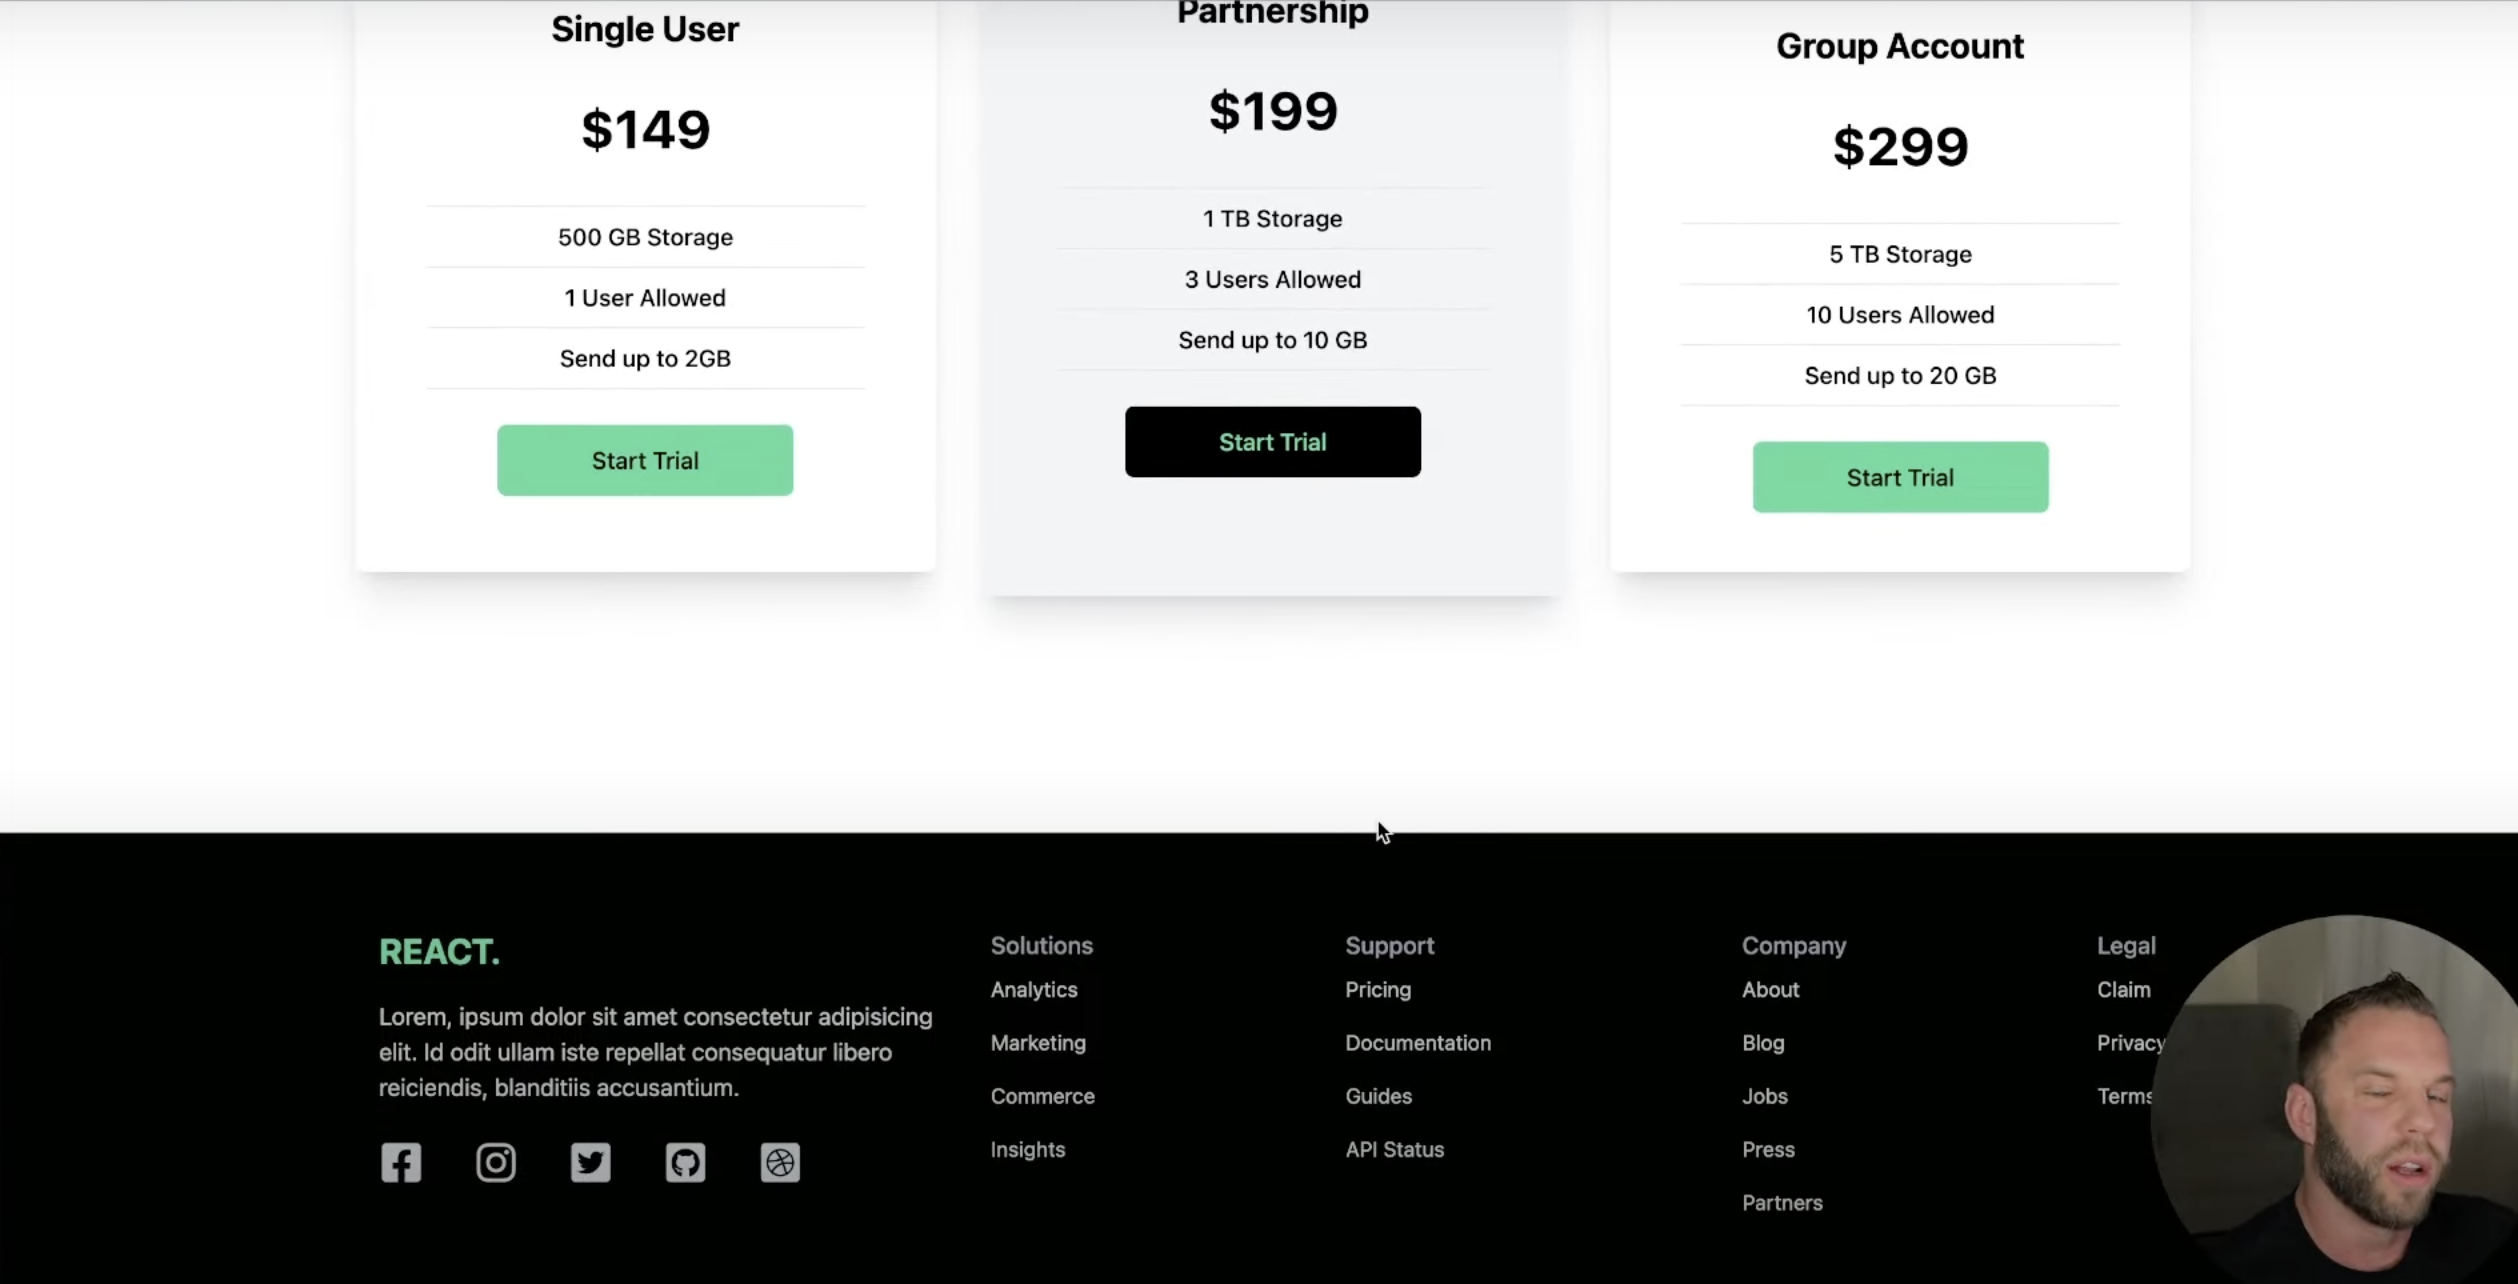 Single User
$149
500 GB Storage
1 User Allowed
Send up to 2GB
Start Trial
Partnership
$199
1 TB Storage
3 Users Allowed
Send up to 10 GB
Start Trial
Group Account
$299
5 TB Storage
10 Users Allowed
Send up to 20 GB
Start Trial
REACT.
Lorem, ipsum dolor sit amet consectetur adipisicing
elit. Id odit ullam iste repellat consequatur libero
reiciendis, blanditiis accusantium.
Solutions
Analytics
Marketing
Commerce
Insights
Support
Pricing
Documentation
Guides
API Status
Company
About
Blog
Jobs
Press
Partners
Legal
Claim
Privacy
Terms